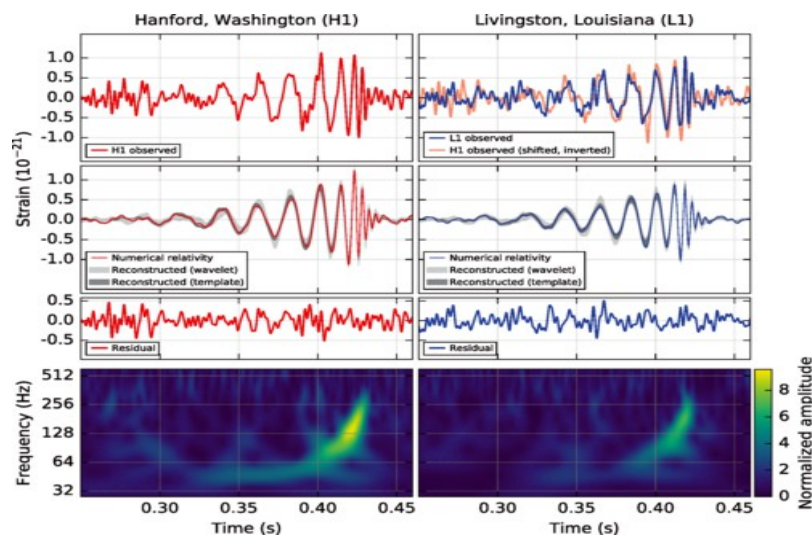 Hanford, Washington (H1)
Livingston, Louisiana (L1)
Strain (10⁻²¹)
1.0
0.5
0.0
-0.5
-1.0
H1 observed
L1 observed
H1 observed (shifted, inverted)
1.0
0.5
0.0
-0.5
-1.0
Numerical relativity
Reconstructed (wavelet)
Reconstructed (template)
Numerical relativity
Reconstructed (wavelet)
Reconstructed (template)
0.5
0.0
-0.5
Residual
Residual
Frequency (Hz)
512
256
128
64
32
Normalized amplitude
8
6
4
2
0
0.30 0.35 0.40 0.45
0.30 0.35 0.40 0.45
Time (s)
Time (s)